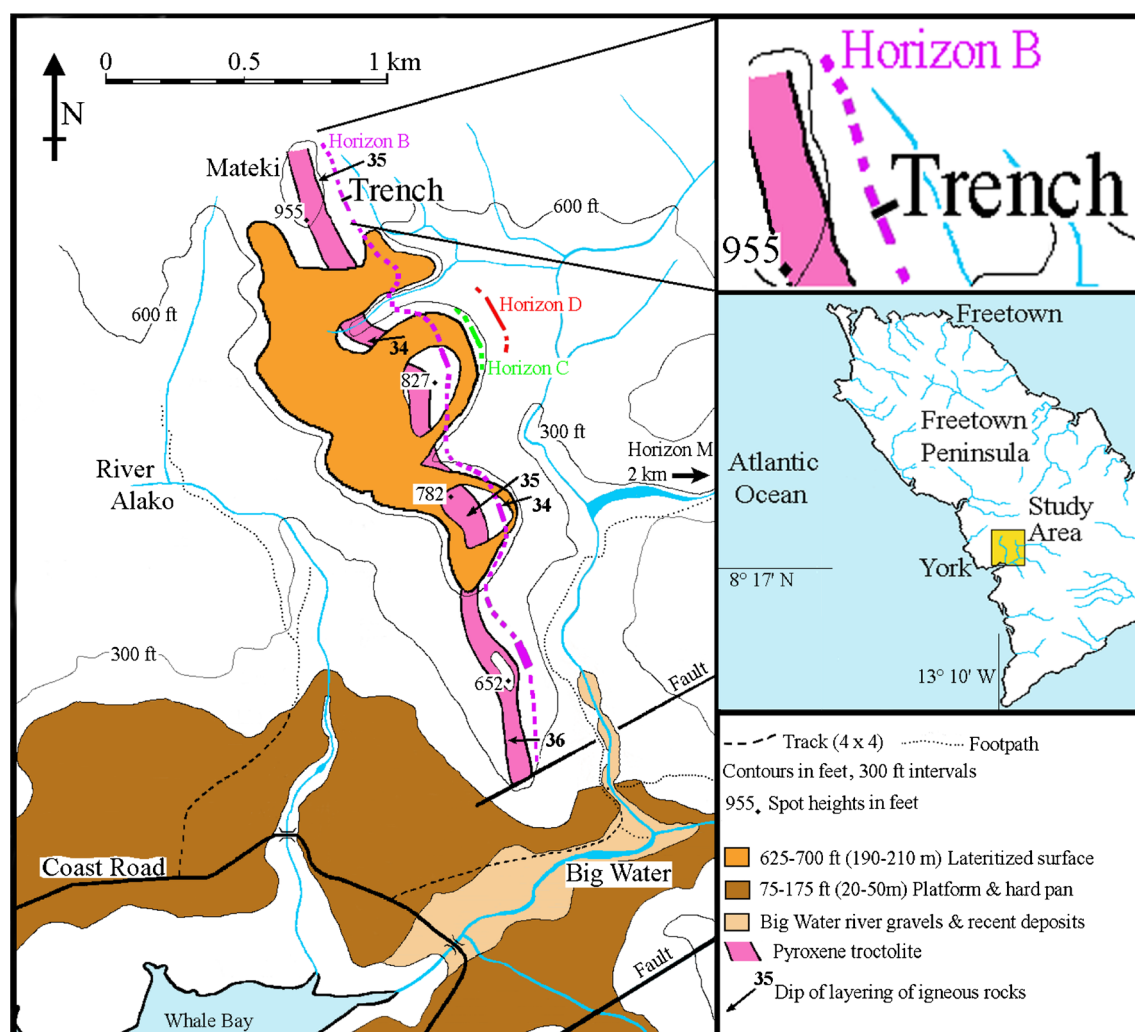 0 0.5 1 km
N
Mateki
Horizon B
35
Trench
955
600 ft
600 ft
Horizon D
34
Horizon C
827
300 ft
Horizon M
2 km
River
Alako
782
35
34
300 ft
652
Fault
36
Coast Road
Big Water
Fault
Whale Bay
Horizon B
Trench
955
Freetown
Freetown
Peninsula
Atlantic
Ocean
Study
Area
York
8° 17' N
13° 10' W
Track (4 x 4) Footpath
Contours in feet, 300 ft intervals
955 Spot heights in feet
625-700 ft (190-210 m) Lateritized surface
75-175 ft (20-50m) Platform & hard pan
Big Water river gravels & recent deposits
Pyroxene troctolite
35 Dip of layering of igneous rocks